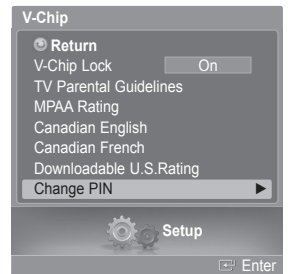 V-Chip
Return
V-Chip Lock On
TV Parental Guidelines
MPAA Rating
Canadian English
Canadian French
Downloadable U.S.Rating
Change PIN
Setup
Enter